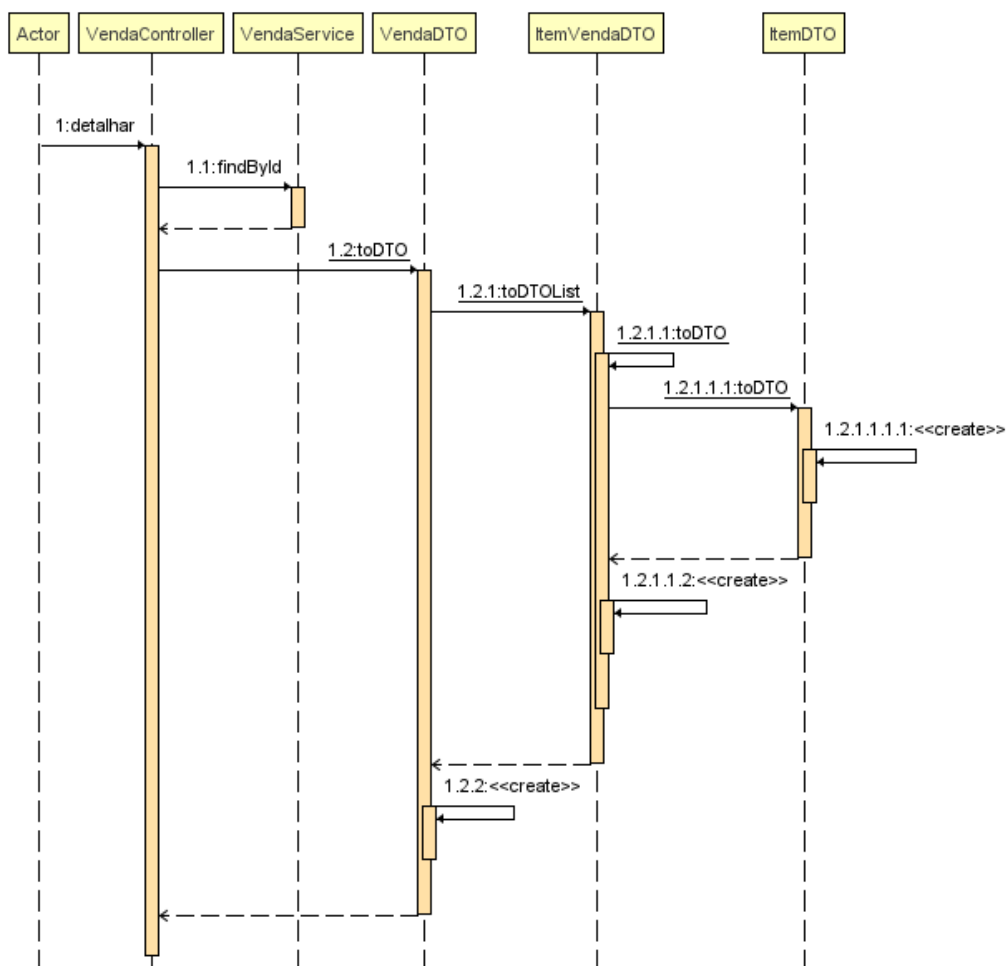 Actor
VendaController
VendaService
VendaDTO
ItemVendaDTO
ItemDTO
1:detalhar
1.1:findById
1.2:toDTO
1.2.1:toDTOList
1.2.1.1:toDTO
1.2.1.1.1:toDTO
1.2.1.1.1.1:<<create>>
1.2.1.1.2:<<create>>
1.2.2:<<create>>